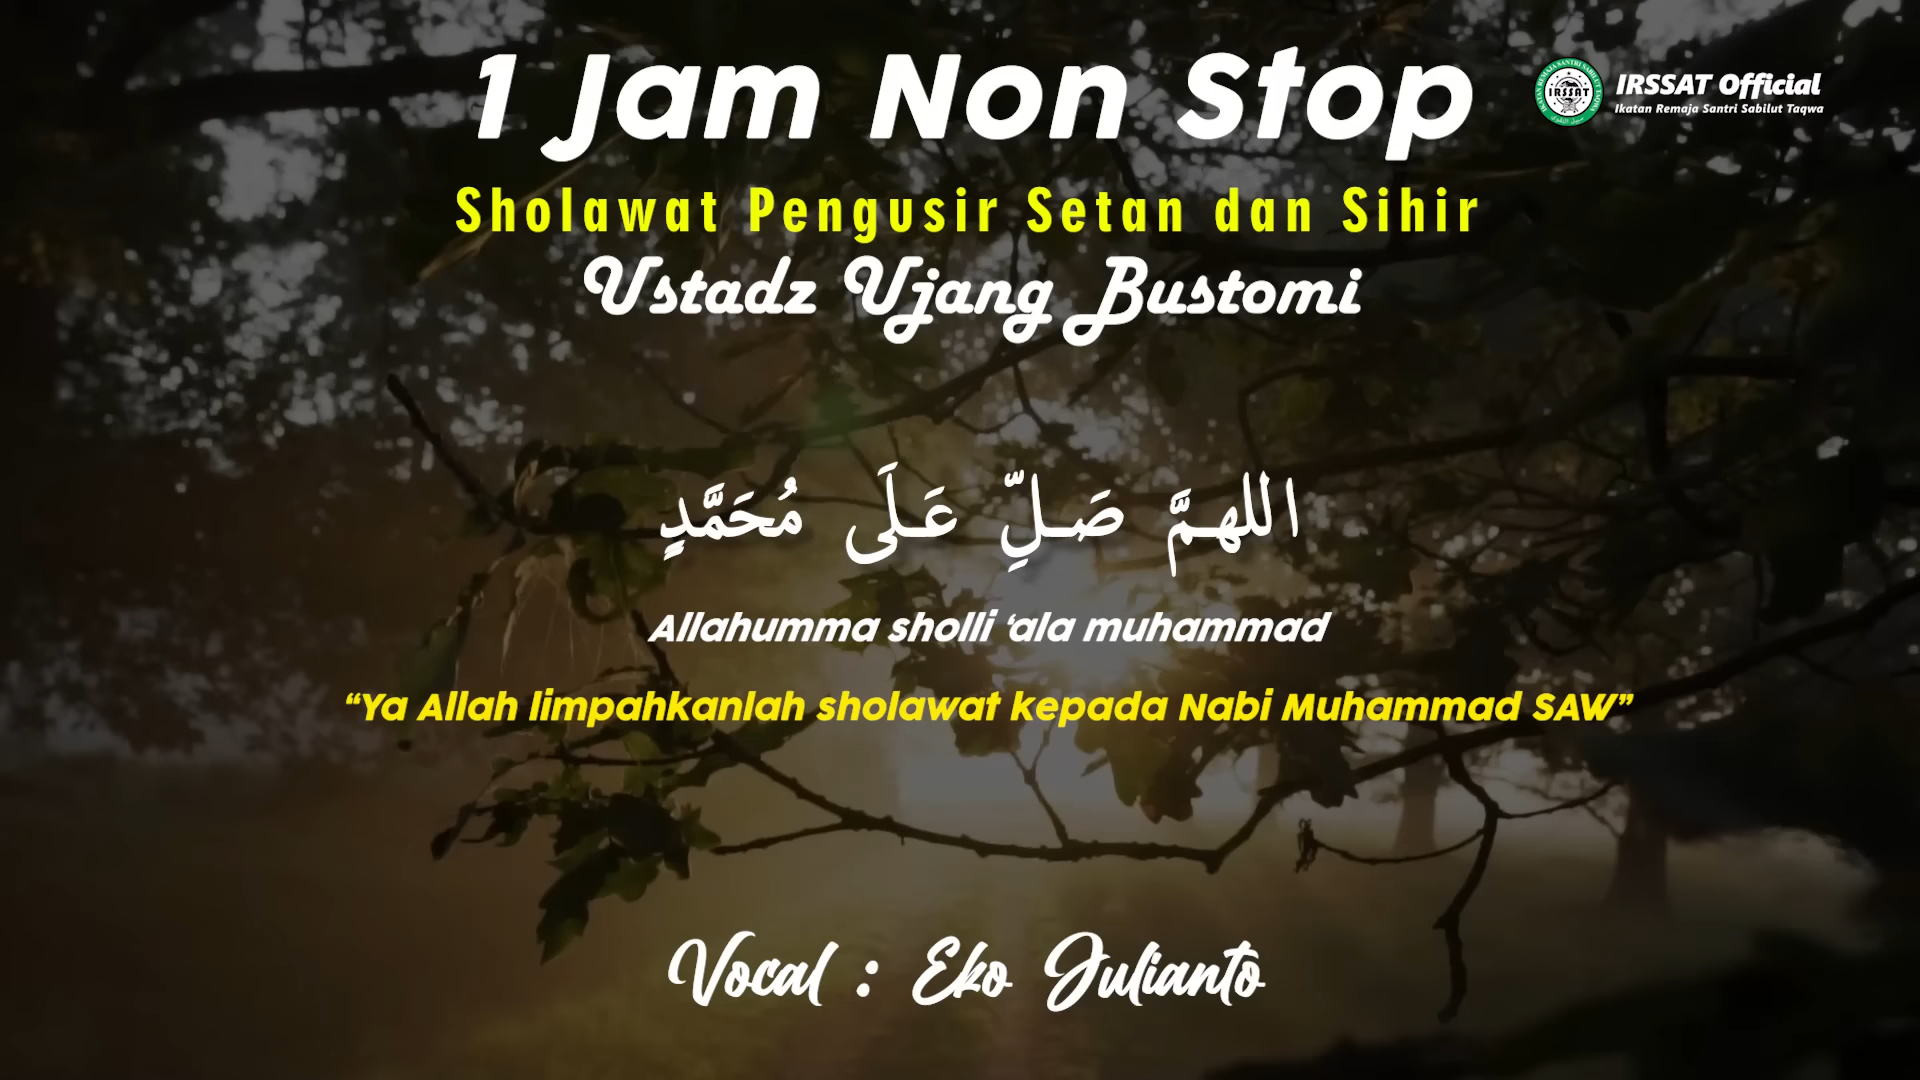 1 Jam Non Stop
IRSSAT Official
Ikatan Remaja Santri Sabilut Taqwa
IRSSAT
Sholawat Pengusir Setan dan Sihir
Ustadz Ujang Bustomi
اللهمَّ صَلِّ عَلَى مُحَمَّدٍ
Allahumma sholli ‘ala muhammad
“Ya Allah limpahkanlah sholawat kepada Nabi Muhammad SAW”
Vocal : Eko Julianto